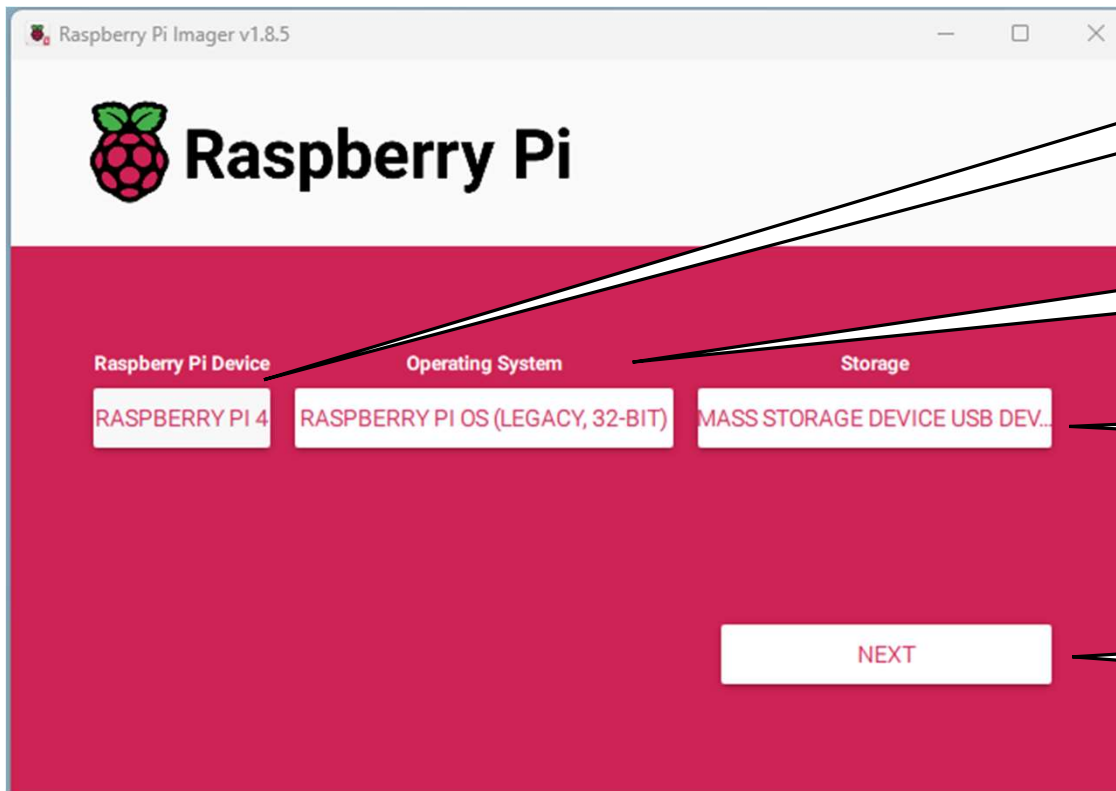 Raspberry Pi Imager v1.8.5
Raspberry Pi
Raspberry Pi Device Operating System Storage
RASPBERRY PI 4 RASPBERRY PI OS (LEGACY, 32-BIT) MASS STORAGE DEVICE USB DEV...
NEXT